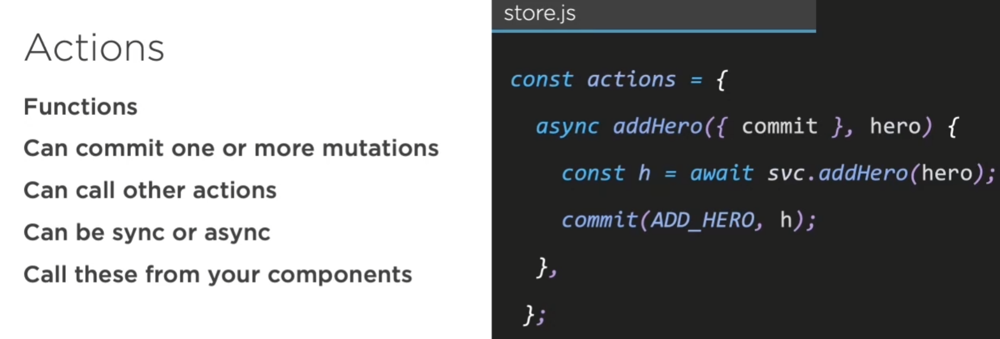 Actions
Functions
Can commit one or more mutations
Can call other actions
Can be sync or async
Call these from your components
store.js
const actions = {
async addHero({ commit }, hero) {
const h = await svc.addHero(hero);
commit(ADD_HERO, h);
},
};